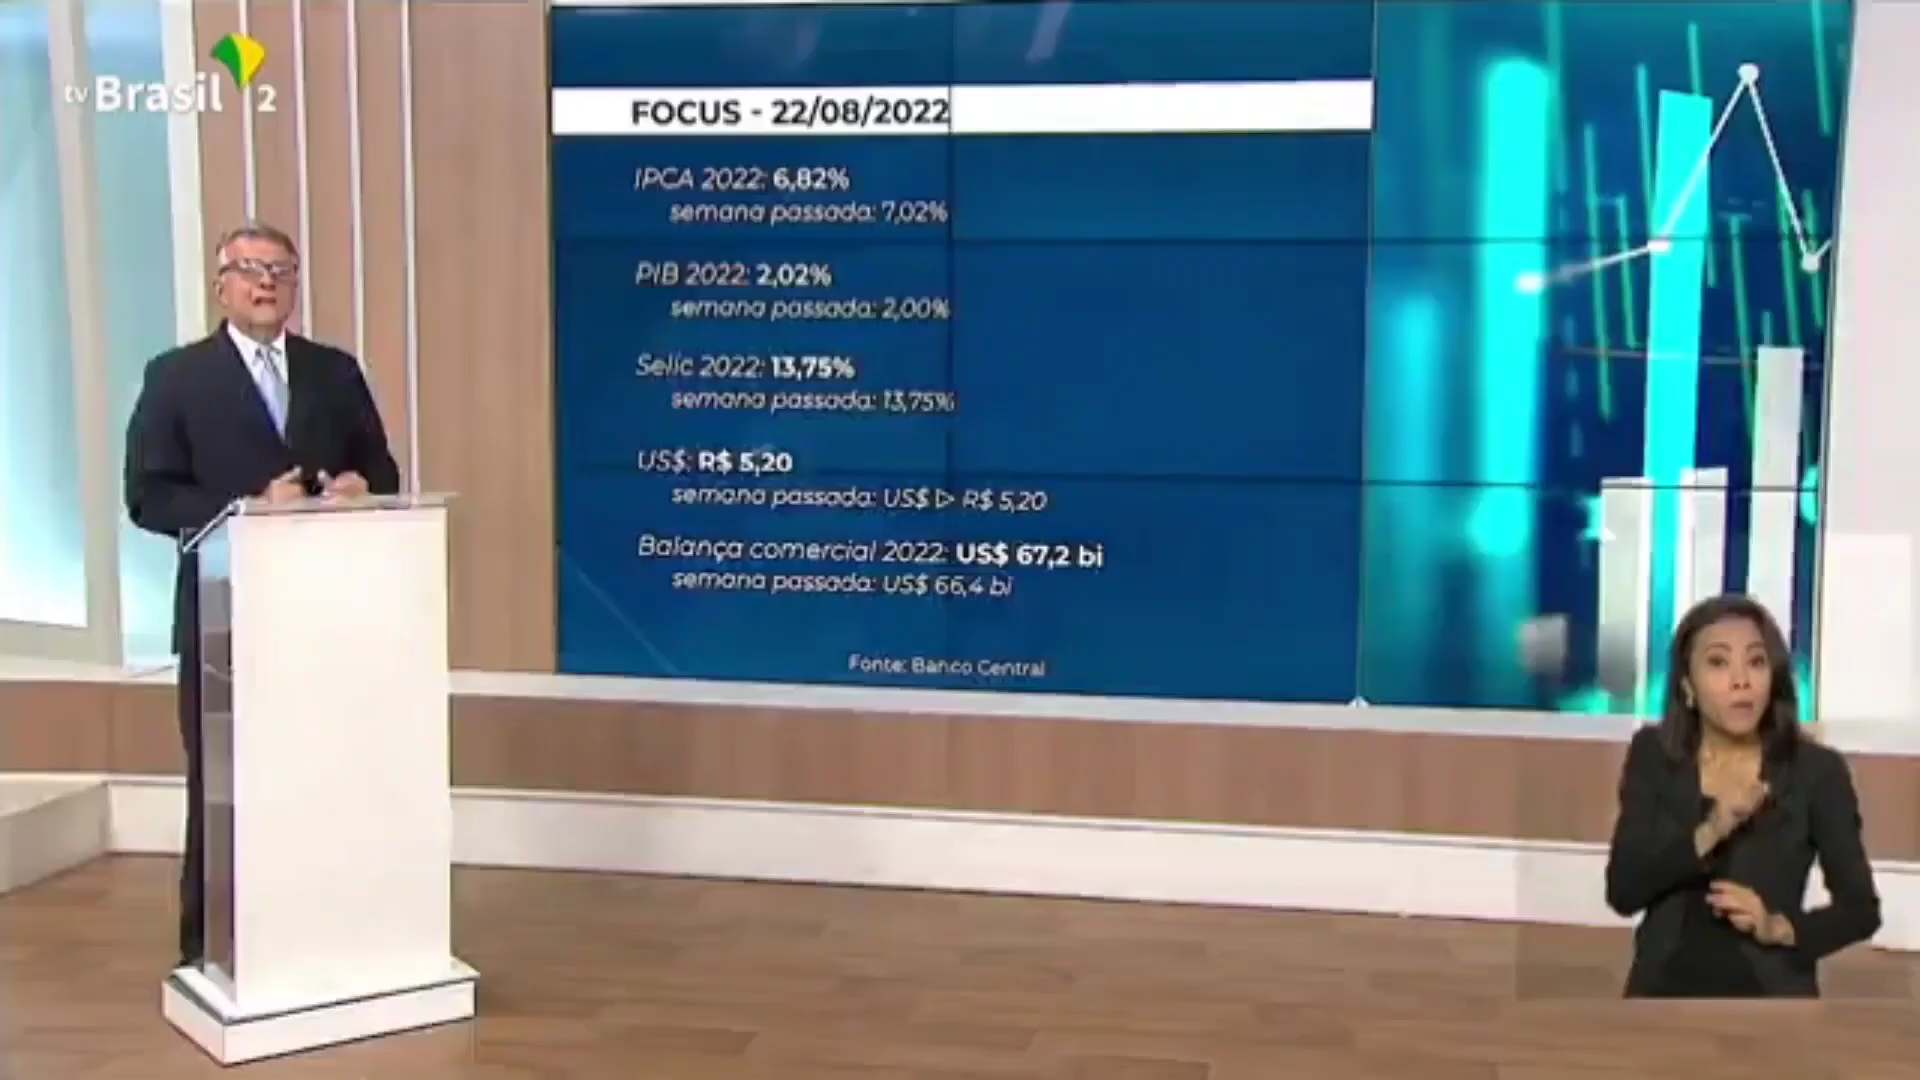 tv Brasil 2
FOCUS - 22/08/2022
IPCA 2022: 6,82%
semana passada: 7,02%
PIB 2022: 2,02%
semana passada: 2,00%
Selic 2022: 13,75%
semana passada: 13,75%
US$: R$ 5,20
semana passada: US$ ▷ R$ 5,20
Balança comercial 2022: US$ 67,2 bi
semana passada: US$ 66,4 bi
Fonte: Banco Central